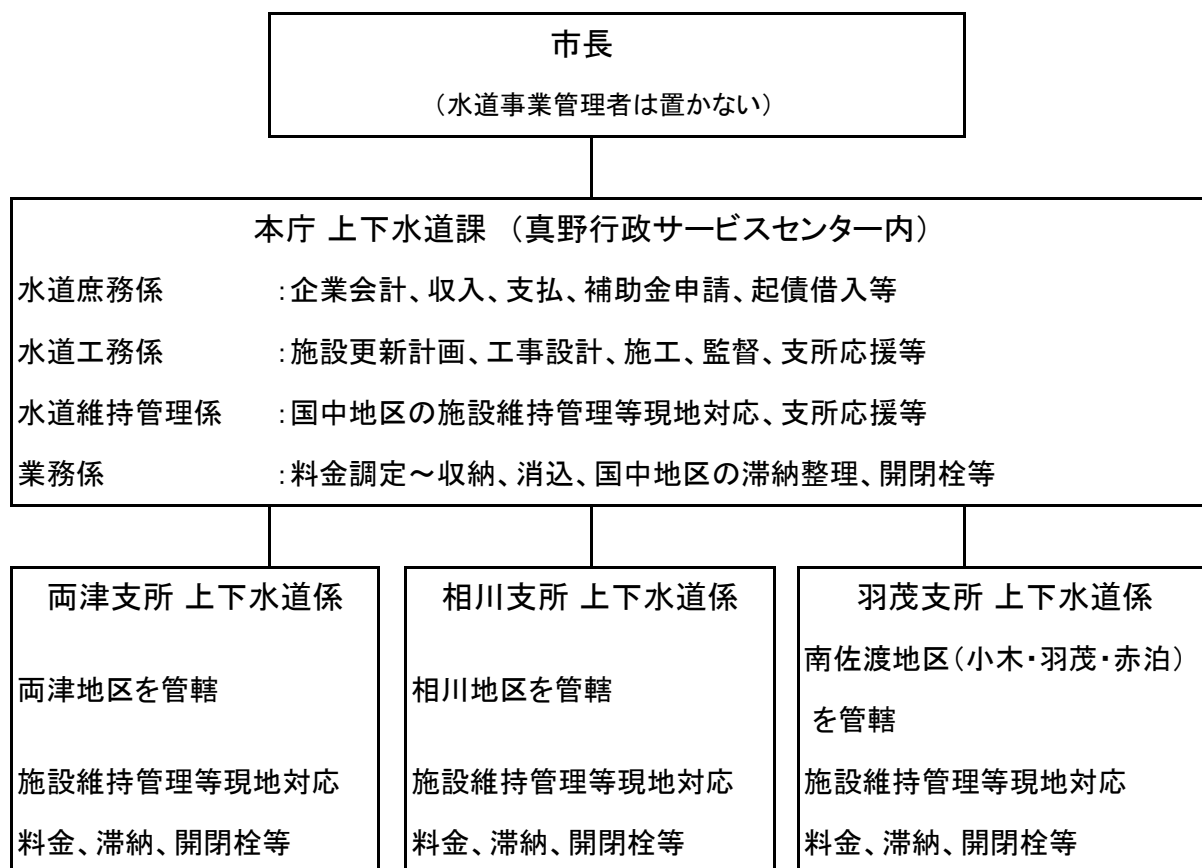 市長
（水道事業管理者は置かない）
本庁 上下水道課 （真野行政サービスセンター内）
水道庶務係 ：企業会計、収入、支払、補助金申請、起債借入等
水道工務係 ：施設更新計画、工事設計、施工、監督、支所応援等
水道維持管理係 ：国中地区の施設維持管理等現地対応、支所応援等
業務係 ：料金調定～収納、消込、国中地区の滞納整理、開閉栓等
両津支所 上下水道係
両津地区を管轄
施設維持管理等現地対応
料金、滞納、開閉栓等
相川支所 上下水道係
相川地区を管轄
施設維持管理等現地対応
料金、滞納、開閉栓等
羽茂支所 上下水道係
南佐渡地区（小木・羽茂・赤泊）
を管轄
施設維持管理等現地対応
料金、滞納、開閉栓等